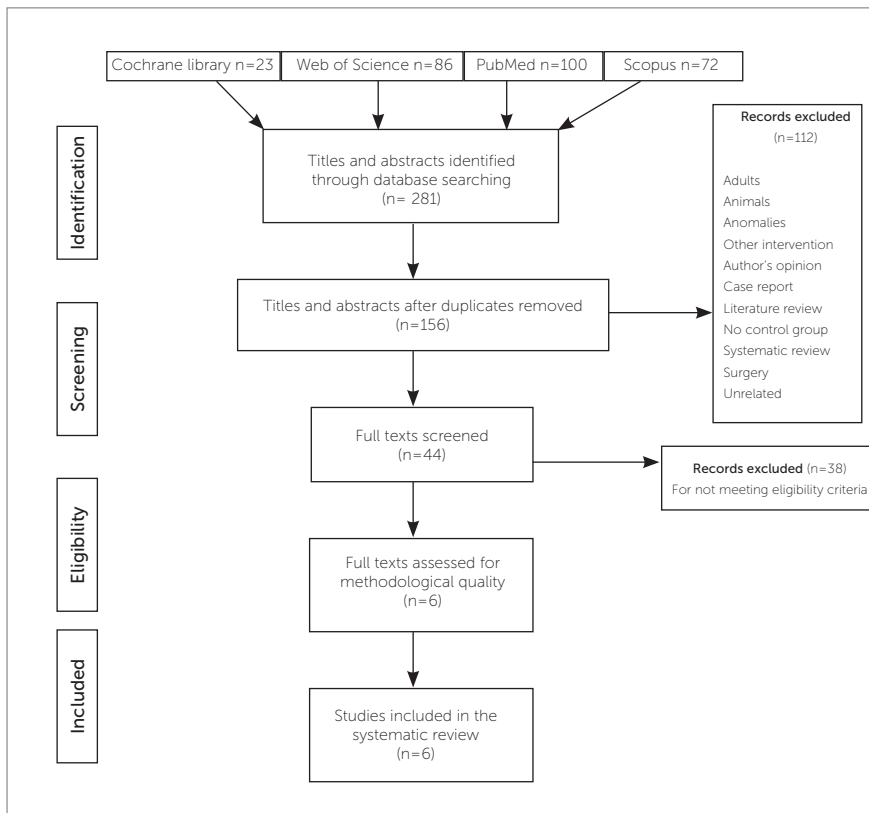 Cochrane library n=23
Web of Science n=86
PubMed n=100
Scopus n=72
Identification
Titles and abstracts identified
through database searching
(n= 281)
Records excluded
(n=112)
Adults
Animals
Anomalies
Other intervention
Author's opinion
Case report
Literature review
No control group
Systematic review
Surgery
Unrelated
Screening
Titles and abstracts after duplicates removed
(n=156)
Full texts screened
(n=44)
Records excluded (n=38)
For not meeting eligibility criteria
Eligibility
Full texts assessed for
methodological quality
(n=6)
Included
Studies included in the
systematic review
(n=6)